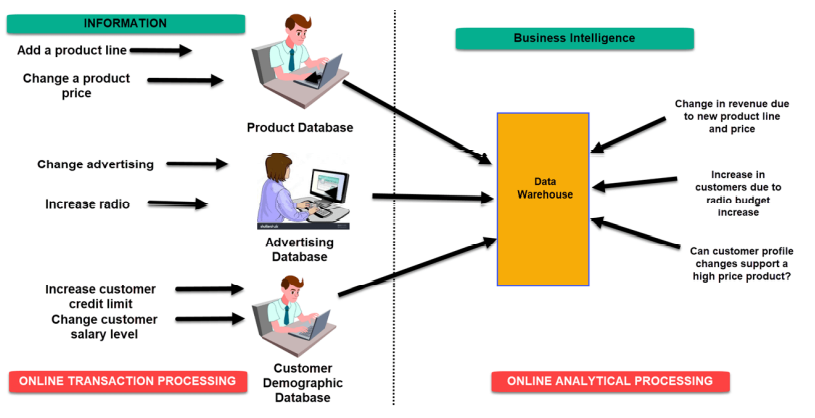 INFORMATION
Add a product line
Change a product
price
Product Database
Change advertising
Increase radio
Advertising
Database
Increase customer
credit limit
Change customer
salary level
Customer
Demographic
Database
ONLINE TRANSACTION PROCESSING
Business Intelligence
Data
Warehouse
Change in revenue due
to new product line
and price
Increase in
customers due to
radio budget
increase
Can customer profile
changes support a
high price product?
ONLINE ANALYTICAL PROCESSING